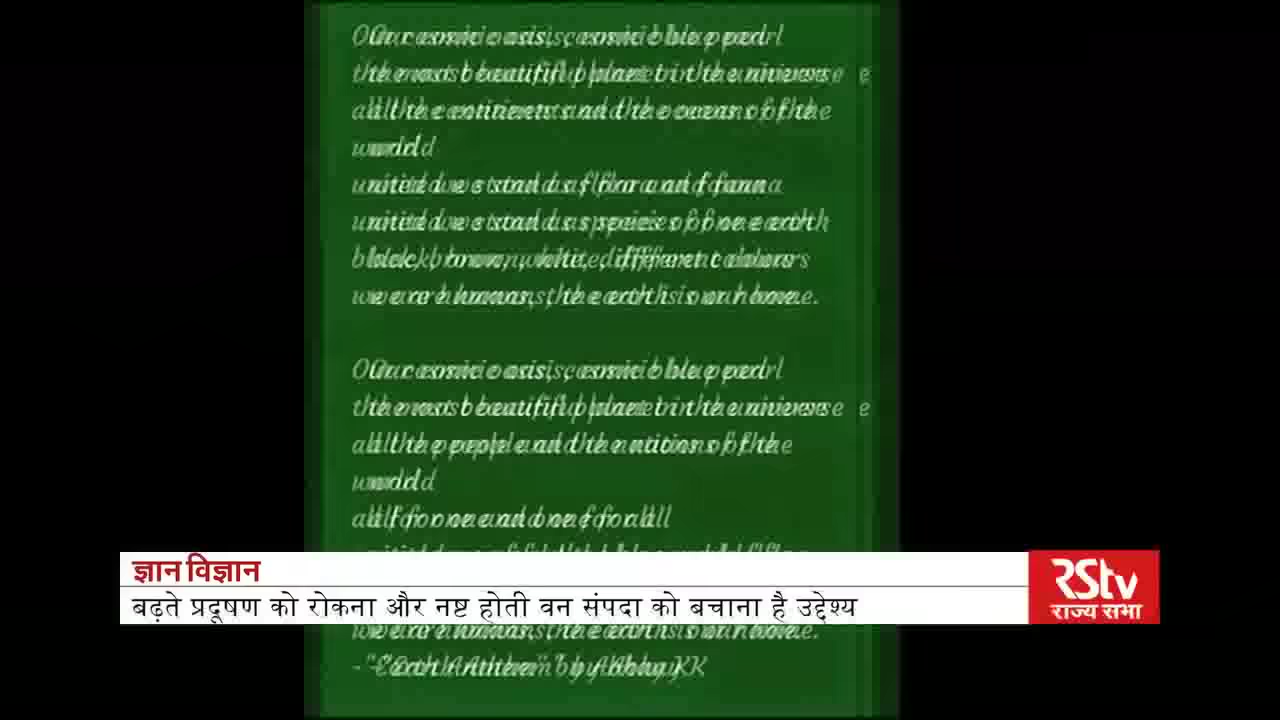 Our cosmic oasis, cosmic blue pearl
the most beautiful planet in the universe
all the continents and the oceans of the
world
united we stand as flora and fauna
united we stand as species of one earth
black, brown, white, different colours
we are humans, the earth is our home.
Our cosmic oasis, cosmic blue pearl
the most beautiful planet in the universe
all the people and the nations of the
world
all for one and one for all
ज्ञान विज्ञान
बढ़ते प्रदूषण को रोकना और नष्ट होती वन संपदा को बचाना है उद्देश्य
RStv
राज्य सभा
we are humans, the earth is our home.
-"Earth Anthem" by Abhay K